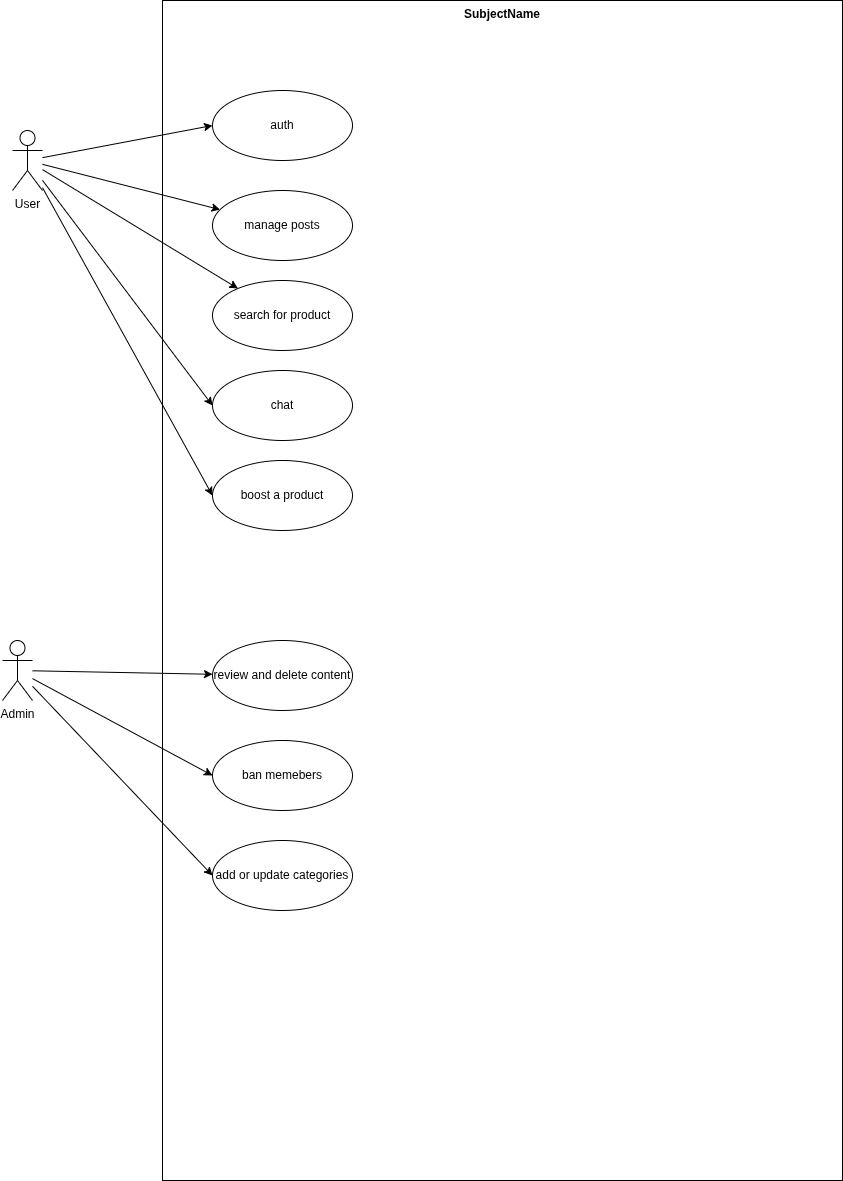 SubjectName
auth
User
manage posts
search for product
chat
boost a product
review and delete content
Admin
ban memebers
add or update categories